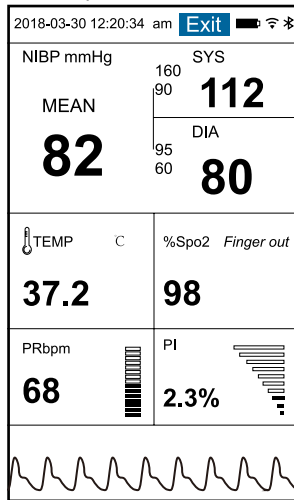 2018-03-30 12:20:34 am Exit
NIBP mmHg
MEAN
82
SYS
160
90
112
DIA
95
60
80
TEMP ℃
37.2
%Spo2 Finger out
98
PRbpm
68
PI
2.3%